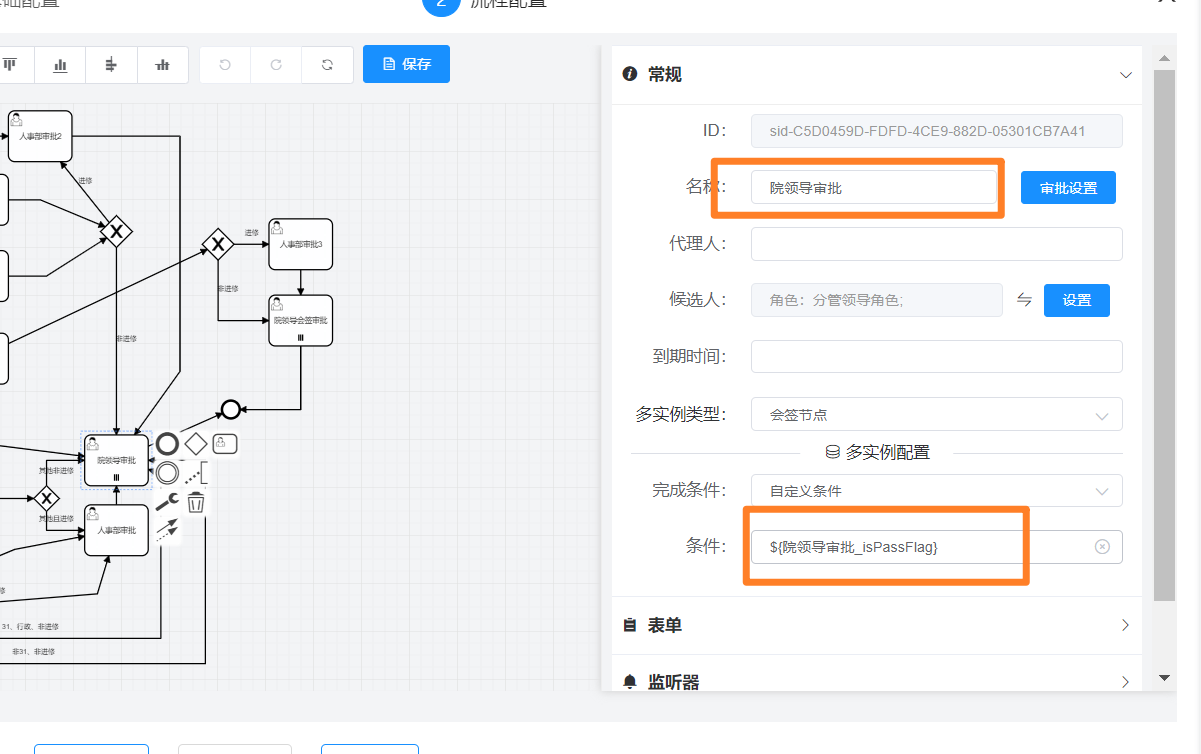 2
流程配置
保存
常规
ID:
sid-C5D0459D-FDFD-4CE9-882D-05301CB7A41
名称:
院领导审批
审批设置
代理人:
候选人:
角色: 分管领导角色;
设置
到期时间:
多实例类型:
会签节点
多实例配置
完成条件:
自定义条件
条件:
${院领导审批_isPassFlag}
表单
监听器
人事部审批2
进修
进修
人事部审批3
非进修
院领导会签审批
非进修
院领导审批
其他非进修
其他且进修
人事部审批
31、行政、非进修
非31、非进修